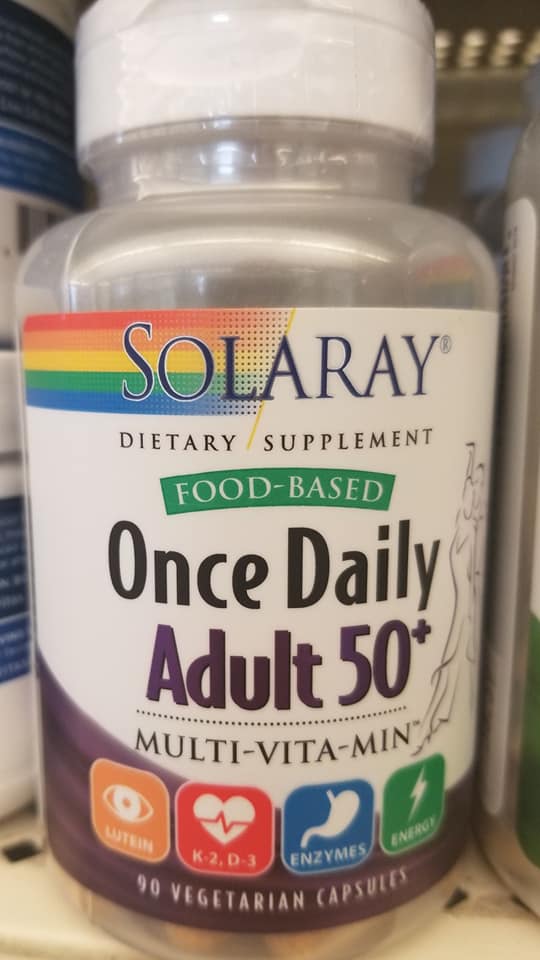 SOLARAY®
DIETARY SUPPLEMENT
FOOD-BASED
Once Daily
Adult 50+
MULTI-VITA-MIN™
LUTEIN
K-2, D-3
ENZYMES
ENERGY
90 VEGETARIAN CAPSULES